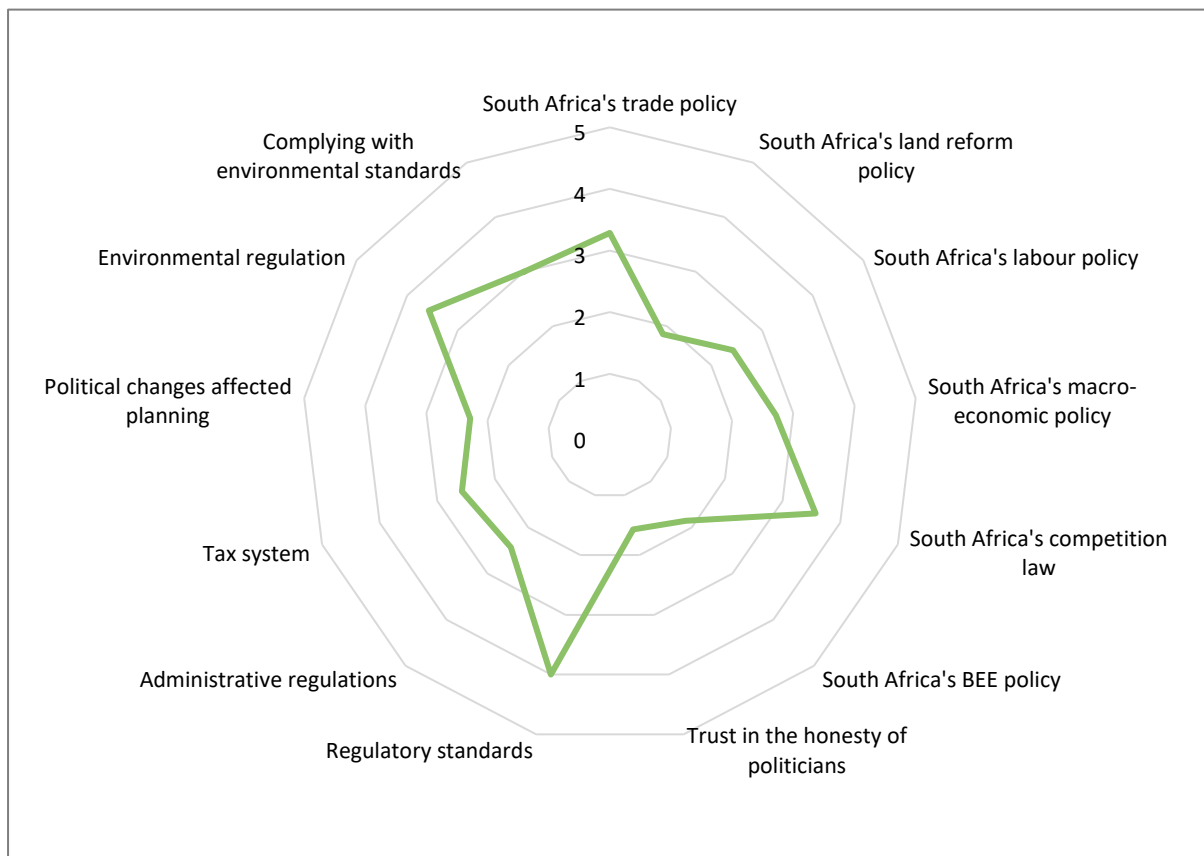 South Africa's trade policy
South Africa's land reform
policy
South Africa's labour policy
South Africa's macro-
economic policy
South Africa's competition
law
South Africa's BEE policy
Trust in the honesty of
politicians
Regulatory standards
Administrative regulations
Tax system
Political changes affected
planning
Environmental regulation
Complying with
environmental standards
5
4
3
2
1
0